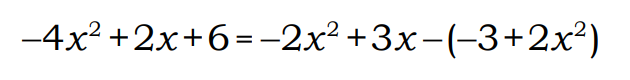 −4x² + 2x + 6 = −2x² + 3x − (−3 + 2x²)